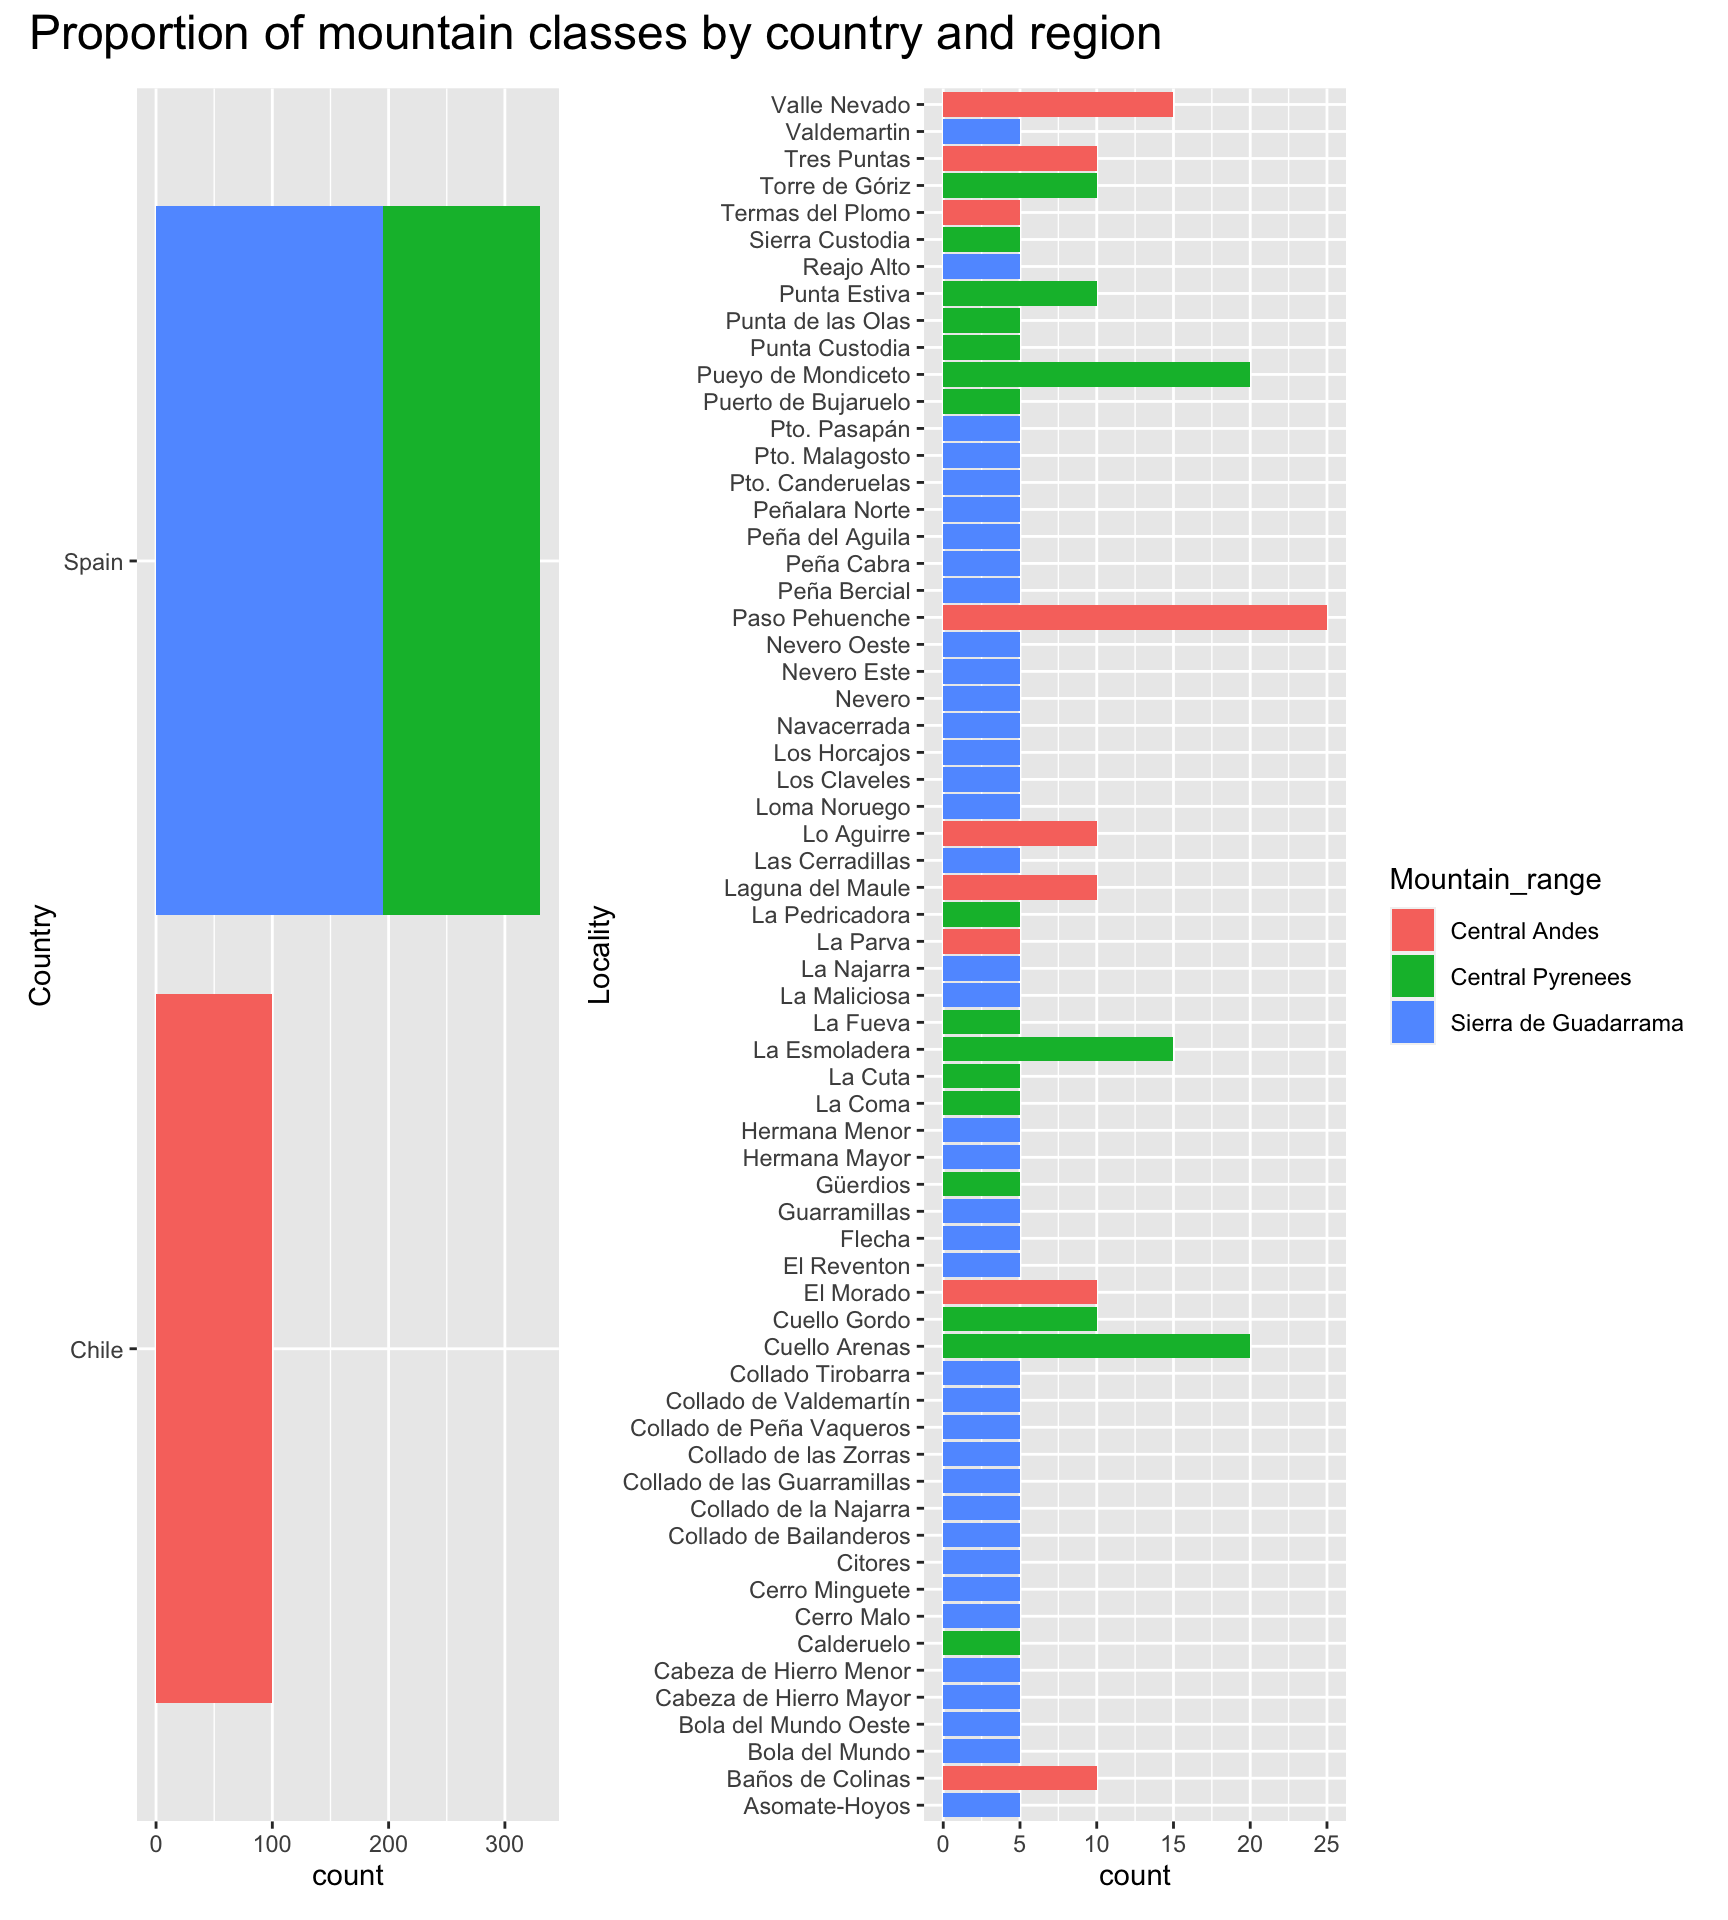 Proportion of mountain classes by country and region
Country
Spain
Chile
0 100 200 300
count
Locality
Valle Nevado
Valdemartin
Tres Puntas
Torre de Góriz
Termas del Plomo
Sierra Custodia
Reajo Alto
Punta Estiva
Punta de las Olas
Punta Custodia
Pueyo de Mondiceto
Puerto de Bujaruelo
Pto. Pasapán
Pto. Malagosto
Pto. Canderuelas
Peñalara Norte
Peña del Aguila
Peña Cabra
Peña Bercial
Paso Pehuenche
Nevero Oeste
Nevero Este
Nevero
Navacerrada
Los Horcajos
Los Claveles
Loma Noruego
Lo Aguirre
Las Cerradillas
Laguna del Maule
La Pedricadora
La Parva
La Najarra
La Maliciosa
La Fueva
La Esmoladera
La Cuta
La Coma
Hermana Menor
Hermana Mayor
Güerdios
Guarramillas
Flecha
El Reventon
El Morado
Cuello Gordo
Cuello Arenas
Collado Tirobarra
Collado de Valdemartín
Collado de Peña Vaqueros
Collado de las Zorras
Collado de las Guarramillas
Collado de la Najarra
Collado de Bailanderos
Citores
Cerro Minguete
Cerro Malo
Calderuelo
Cabeza de Hierro Menor
Cabeza de Hierro Mayor
Bola del Mundo Oeste
Bola del Mundo
Baños de Colinas
Asomate-Hoyos
0 5 10 15 20 25
count
Mountain_range
Central Andes
Central Pyrenees
Sierra de Guadarrama